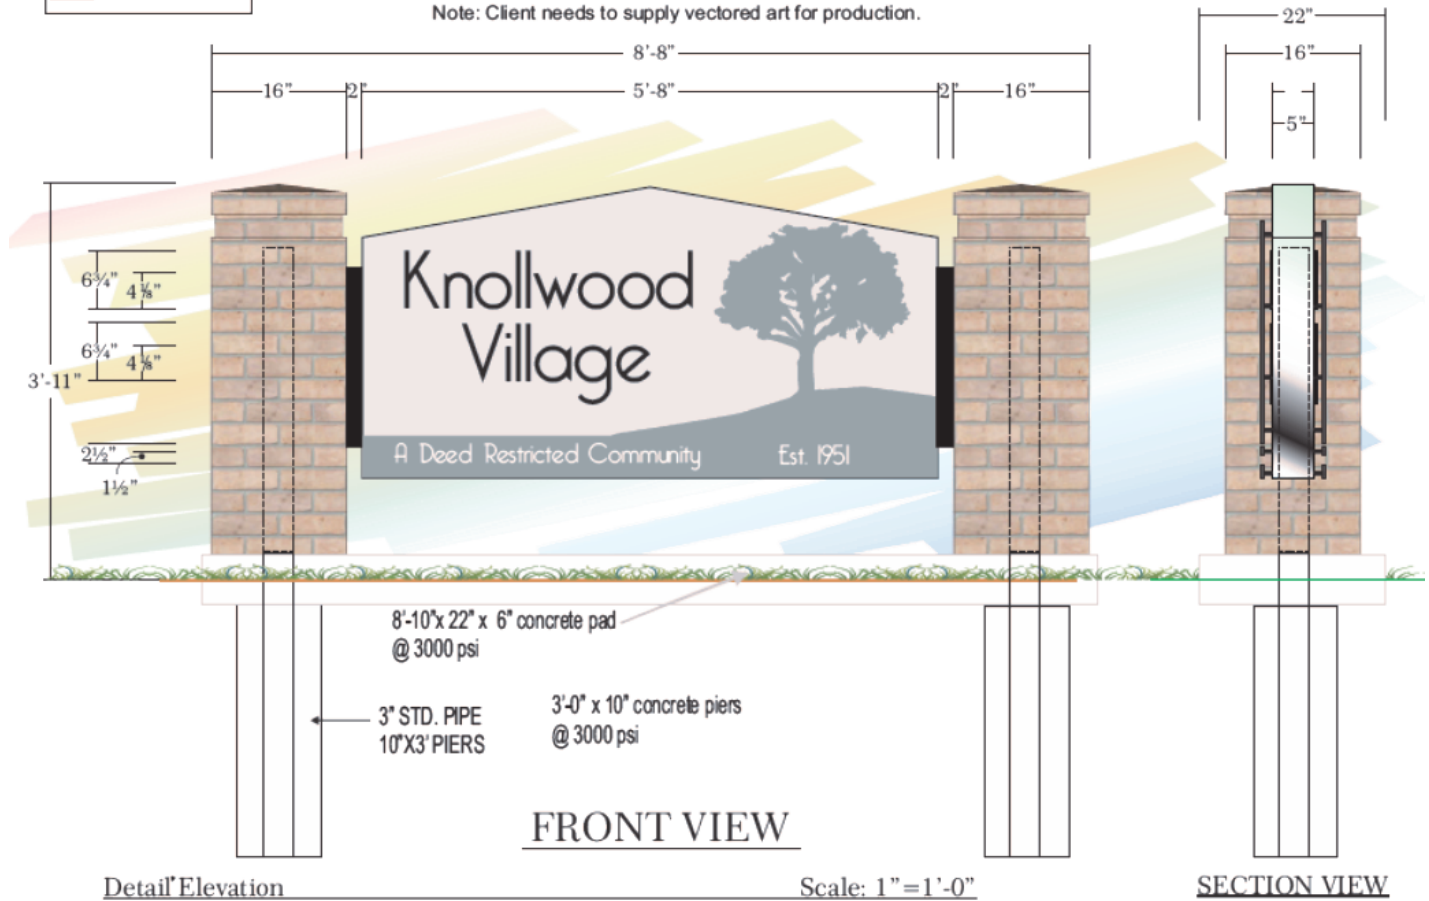 Note: Client needs to supply vectored art for production.
22”
8'-8”
16”
16” 2” 5'-8” 2” 16”
5”
6¾”
4⅛”
6¾”
4⅛”
3'-11”
2½”
1½”
Knollwood
Village
A Deed Restricted Community Est. 1951
8'-10"x 22" x 6" concrete pad
@ 3000 psi
3" STD. PIPE
10"X3' PIERS
3'-0" x 10" concrete piers
@ 3000 psi
FRONT VIEW
Detail Elevation Scale: 1”=1'-0” SECTION VIEW